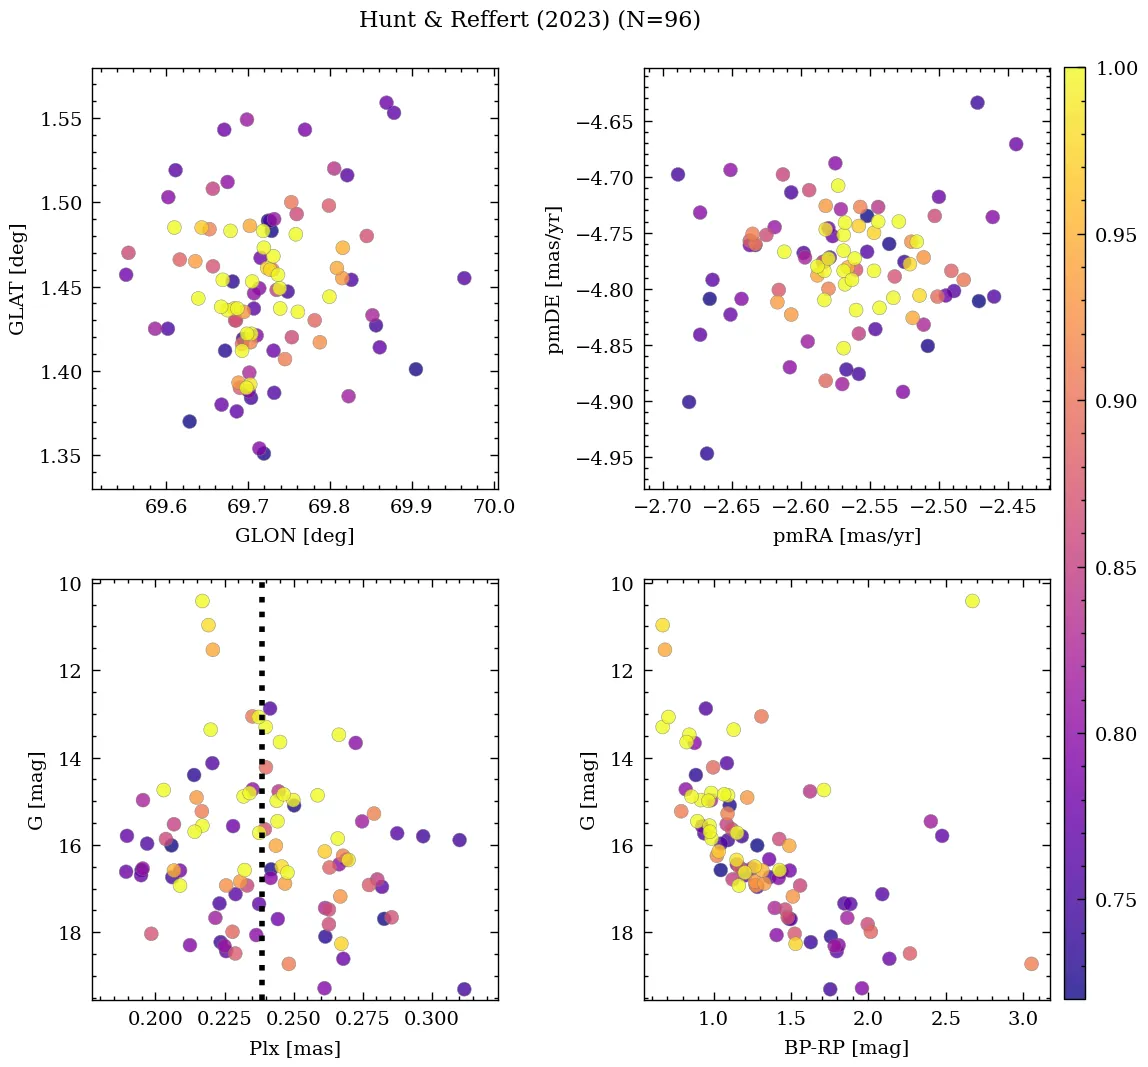 Hunt & Reffert (2023) (N=96)
1.55
1.50
1.45
1.40
1.35
GLAT [deg]
69.6 69.7 69.8 69.9 70.0
GLON [deg]
−4.65
−4.70
−4.75
−4.80
−4.85
−4.90
−4.95
pmDE [mas/yr]
−2.70 −2.65 −2.60 −2.55 −2.50 −2.45
pmRA [mas/yr]
10
12
14
16
18
G [mag]
0.200 0.225 0.250 0.275 0.300
Plx [mas]
10
12
14
16
18
G [mag]
1.0 1.5 2.0 2.5 3.0
BP-RP [mag]
1.00
0.95
0.90
0.85
0.80
0.75